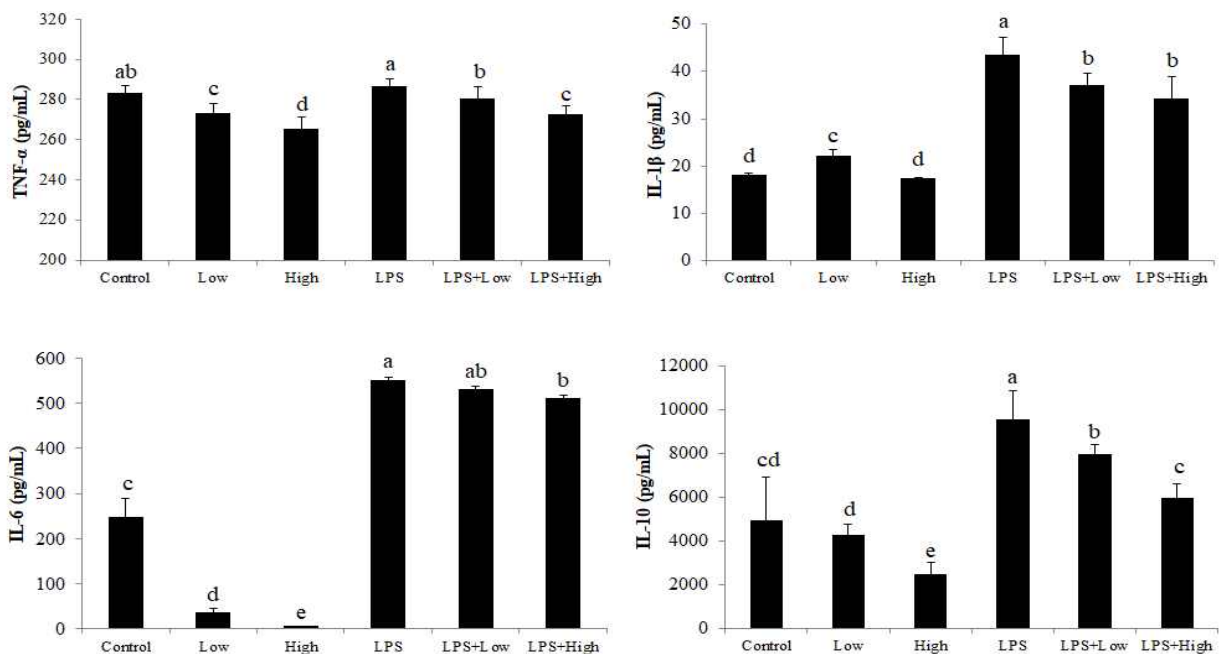 TNF-α (pg/mL)
320
300
280
260
240
220
200
ab
c
d
a
b
c
Control
Low
High
LPS
LPS+Low
LPS+High
IL-1β (pg/mL)
50
40
30
20
10
0
d
c
d
a
b
b
Control
Low
High
LPS
LPS+Low
LPS+High
IL-6 (pg/mL)
600
500
400
300
200
100
0
c
d
e
a
ab
b
Control
Low
High
LPS
LPS+Low
LPS+High
IL-10 (pg/mL)
12000
10000
8000
6000
4000
2000
0
cd
d
e
a
b
c
Control
Low
High
LPS
LPS+Low
LPS+High